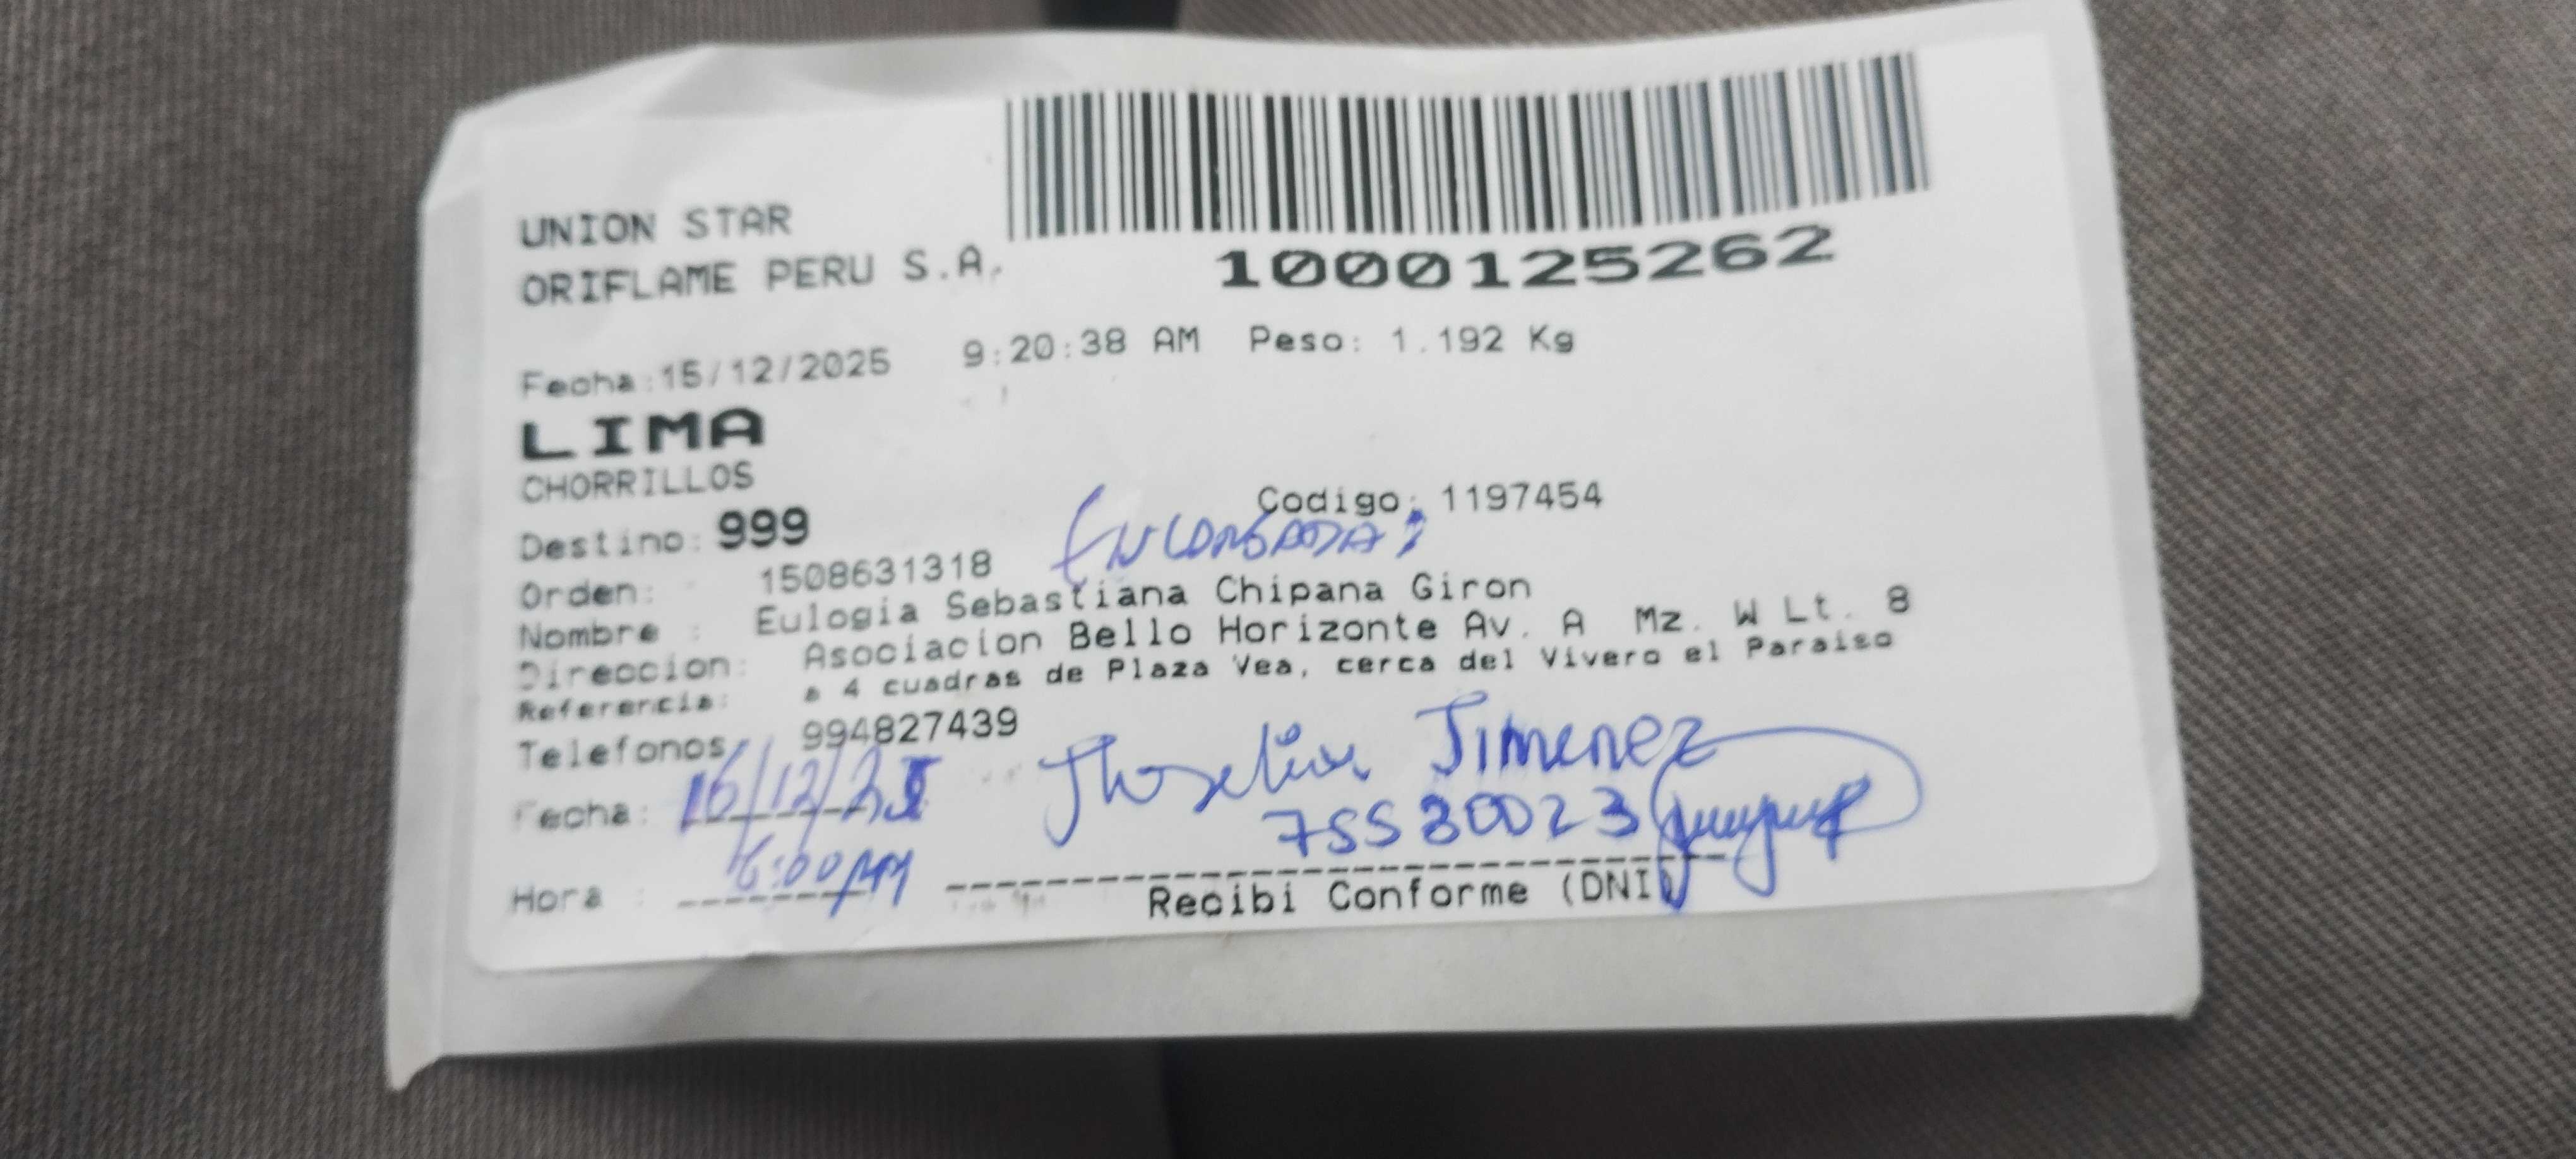 UNION STAR
ORIFLAME PERU S.A.
1000125262
Fecha:15/12/2025 9:20:38 AM Peso: 1.192 Kg
LIMA
CHORRILLOS
Destino: 999 Codigo: 1197454
Orden: 1508631318
Nombre : Eulogia Sebastiana Chipana Giron
Direccion: Asociacion Bello Horizonte Av. A Mz. W Lt. 8
Referencia: a 4 cuadras de Plaza Vea, cerca del Vivero el Paraiso
Telefonos 994827439
Jimenez
Fecha: 16/12/25 75530023
Hora : 6:00 PM
Recibi Conforme (DNI)